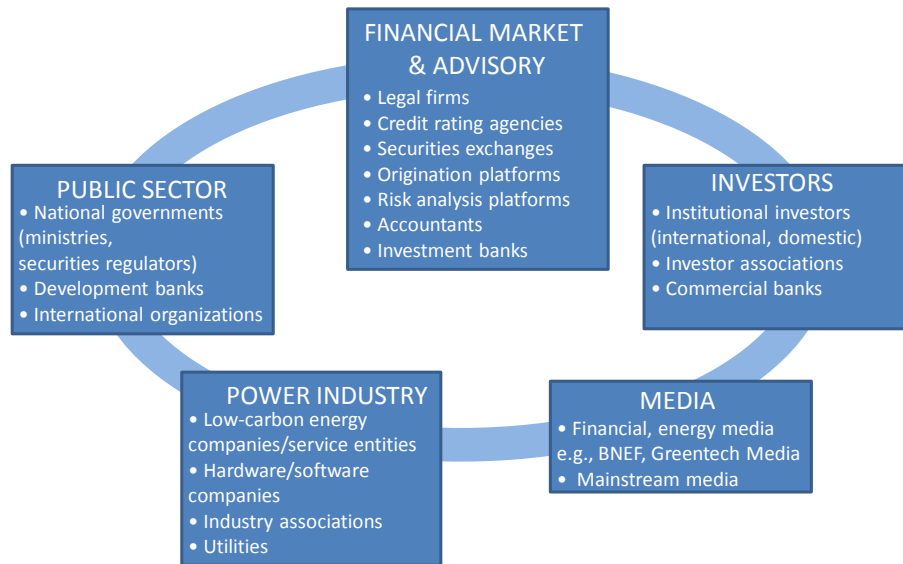 FINANCIAL MARKET
& ADVISORY
• Legal firms
• Credit rating agencies
• Securities exchanges
• Origination platforms
• Risk analysis platforms
• Accountants
• Investment banks
PUBLIC SECTOR
• National governments
(ministries,
securities regulators)
• Development banks
• International organizations
INVESTORS
• Institutional investors
(international, domestic)
• Investor associations
• Commercial banks
POWER INDUSTRY
• Low-carbon energy
companies/service entities
• Hardware/software
companies
• Industry associations
• Utilities
MEDIA
• Financial, energy media
e.g., BNEF, Greentech Media
• Mainstream media